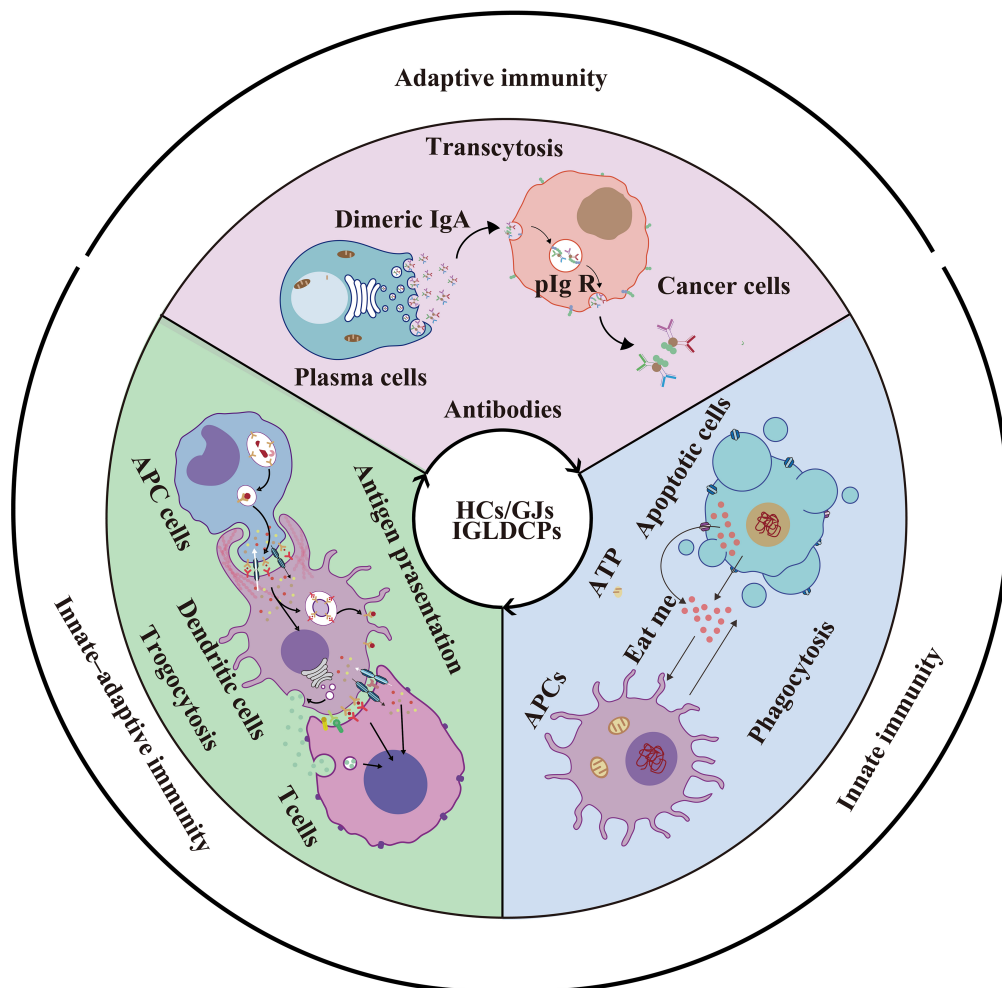 Adaptive immunity
Transcytosis
Dimeric IgA
pIg R
Cancer cells
Plasma cells
Antibodies
HCs/GJs
IGLDCPs
Apoptotic cells
ATP
Eat me
APCs
Phagocytosis
Innate immunity
APC cells
Antigen prasentation
Dendritic cells
Trogocytosis
T cells
Innate–adaptive immunity